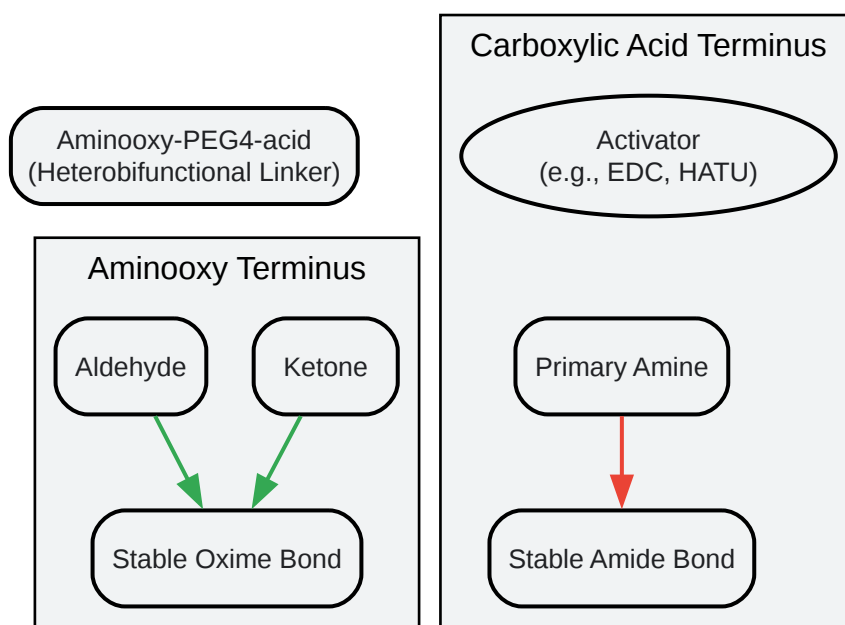 Aminooxy-PEG4-acid
(Heterobifunctional Linker)
Aminooxy Terminus
Aldehyde
Ketone
Stable Oxime Bond
Carboxylic Acid Terminus
Activator
(e.g., EDC, HATU)
Primary Amine
Stable Amide Bond